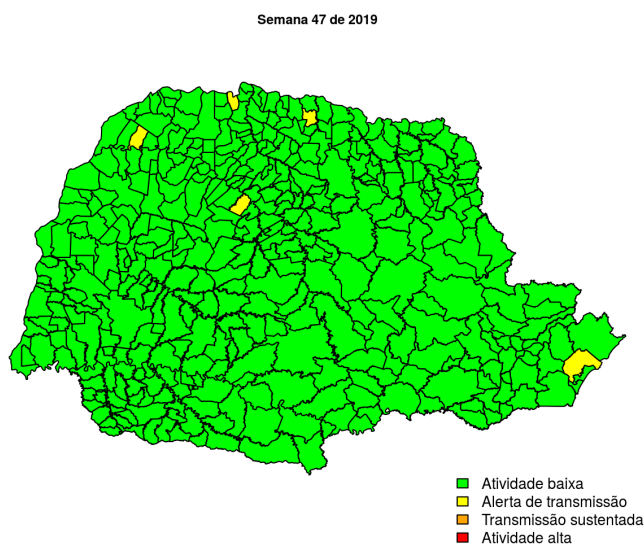 Semana 47 de 2019
Atividade baixa
Alerta de transmissão
Transmissão sustentada
Atividade alta